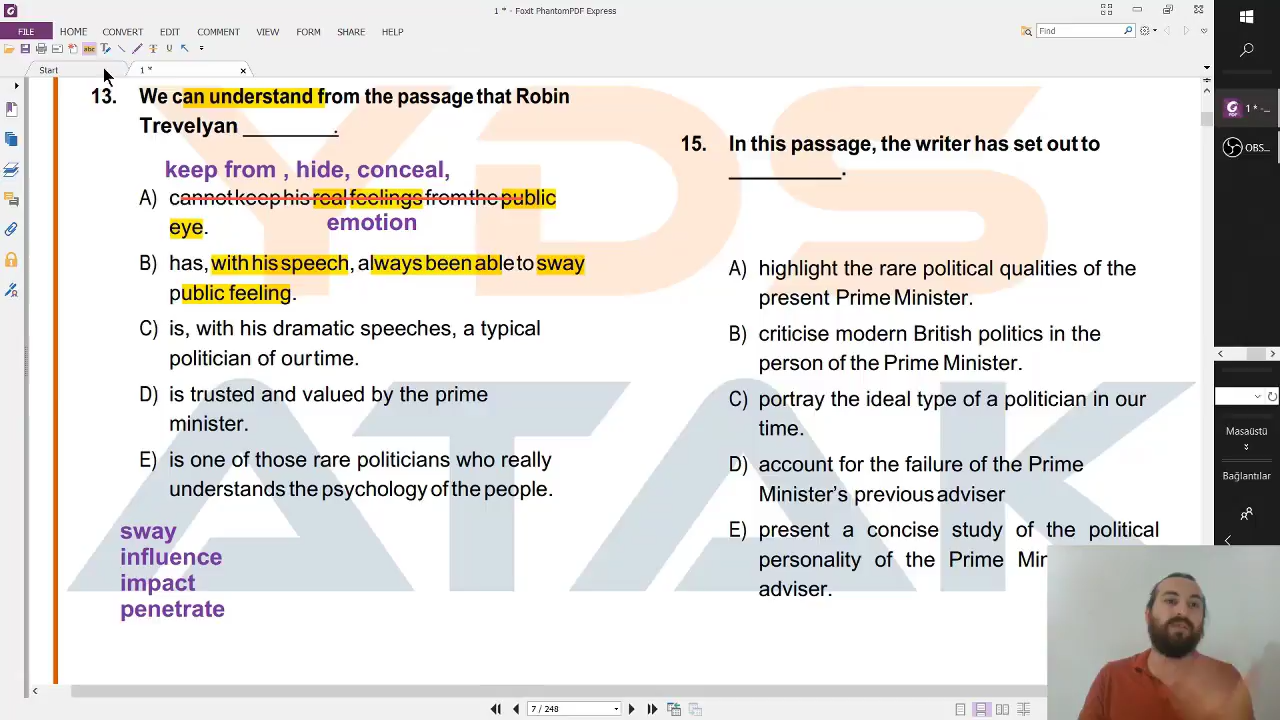 1 * - Foxit PhantomPDF Express
FILE HOME CONVERT EDIT COMMENT VIEW FORM SHARE HELP
Find
Start
1 *
13. We can understand from the passage that Robin
Trevelyan ________.
keep from , hide, conceal,
A) cannot keep his real feelings from the public
eye.
emotion
B) has, with his speech, always been able to sway
public feeling.
C) is, with his dramatic speeches, a typical
politician of our time.
D) is trusted and valued by the prime
minister.
E) is one of those rare politicians who really
understands the psychology of the people.
sway
influence
impact
penetrate
15. In this passage, the writer has set out to
__________.
A) highlight the rare political qualities of the
present Prime Minister.
B) criticise modern British politics in the
person of the Prime Minister.
C) portray the ideal type of a politician in our
time.
D) account for the failure of the Prime
Minister's previous adviser
E) present a concise study of the political
personality of the Prime
adviser.
YDS
ATAK
7 / 248
1 * -...
OBS...
Masaüstü
Bağlantılar